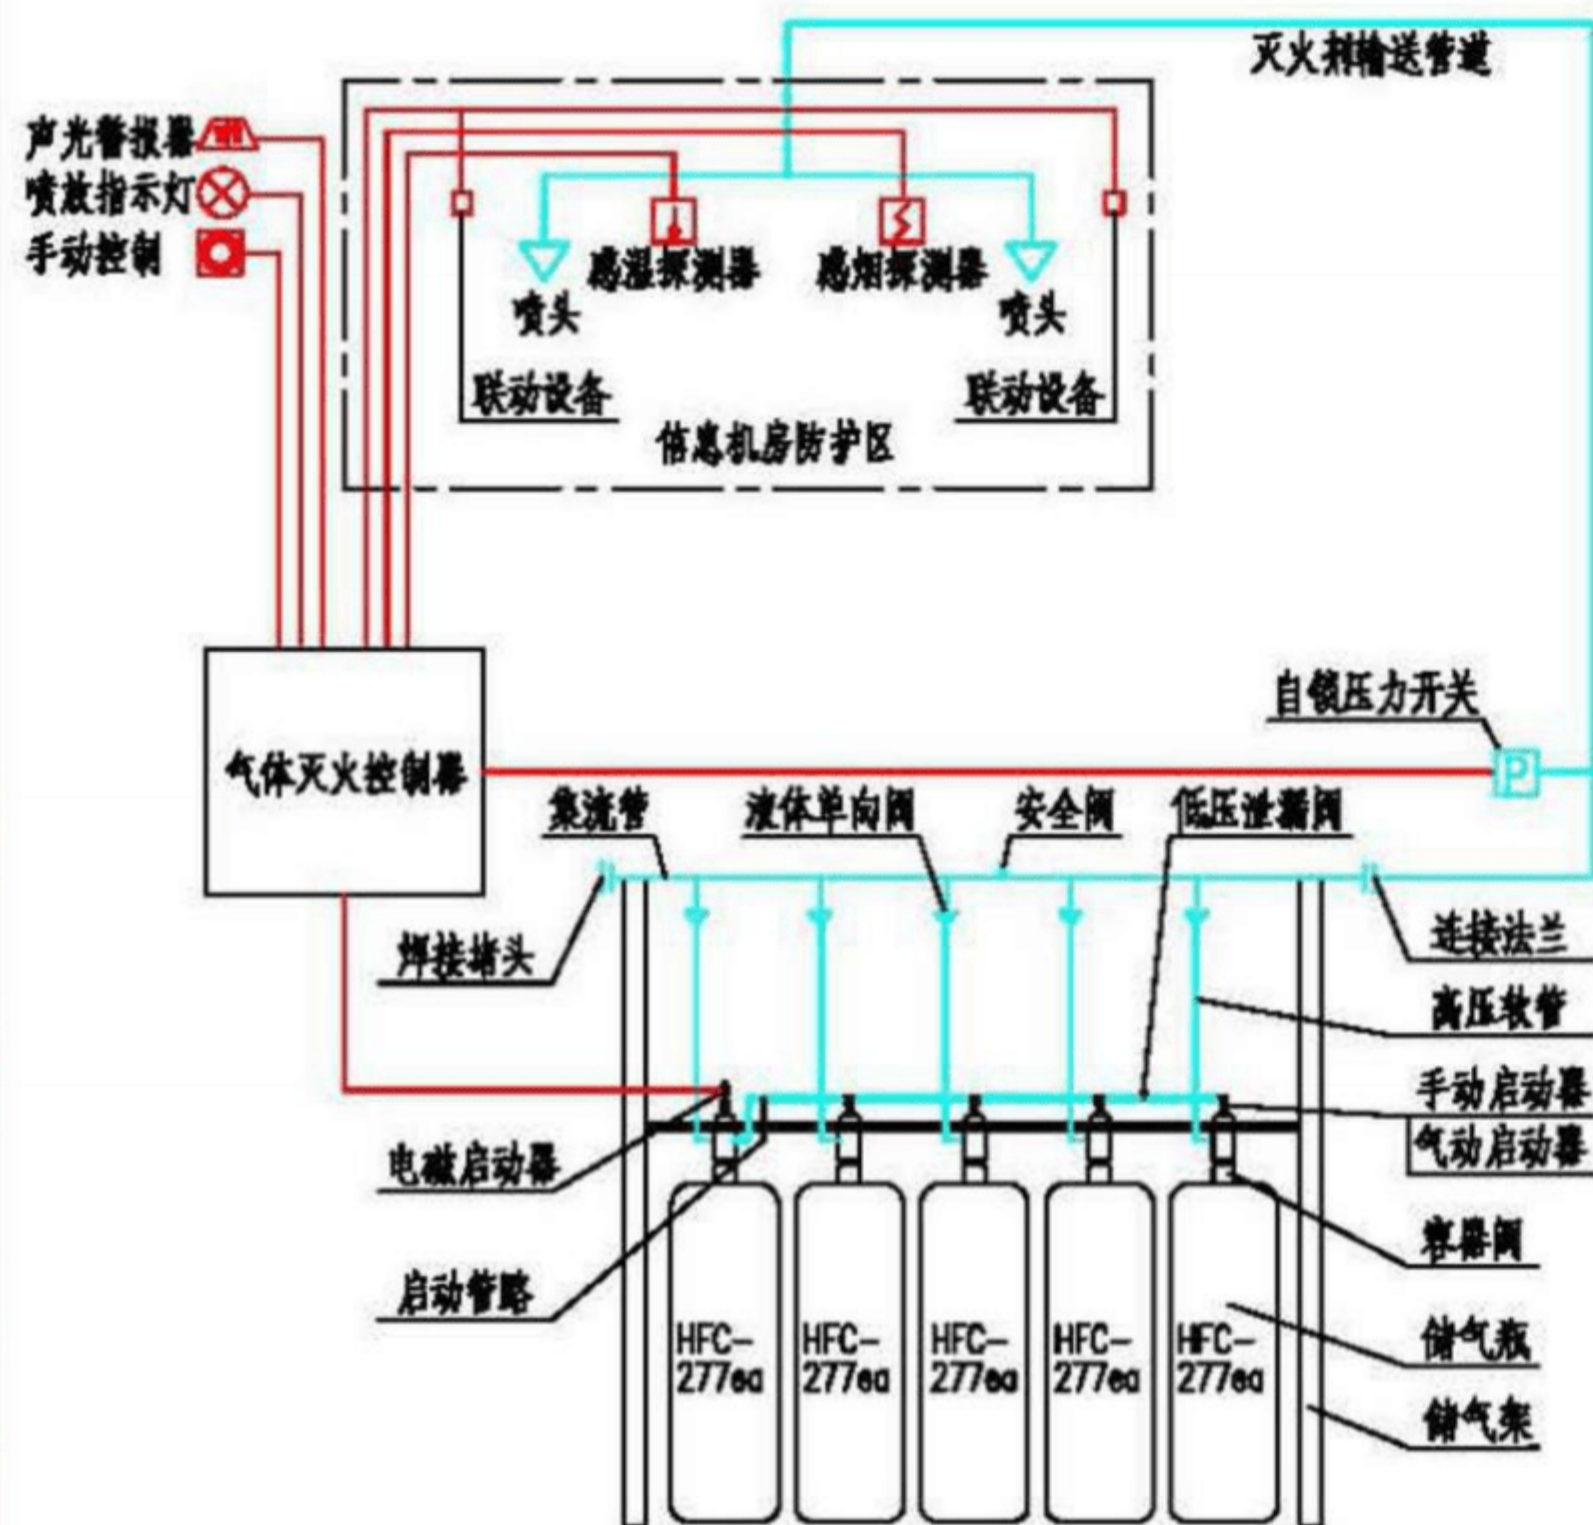 灭火剂输送管道
声光警报器
喷放指示灯
手动控制
感温探测器
感烟探测器
喷头
喷头
联动设备
联动设备
信息机房防护区
自锁压力开关
气体灭火控制器
集流管
液体单向阀
安全阀
低压泄漏阀
焊接堵头
连接法兰
高压软管
手动启动器
气动启动器
电磁启动器
容器阀
启动管路
储气瓶
储气架
HFC-
277ea
HFC-
277ea
HFC-
277ea
HFC-
277ea
HFC-
277ea
P